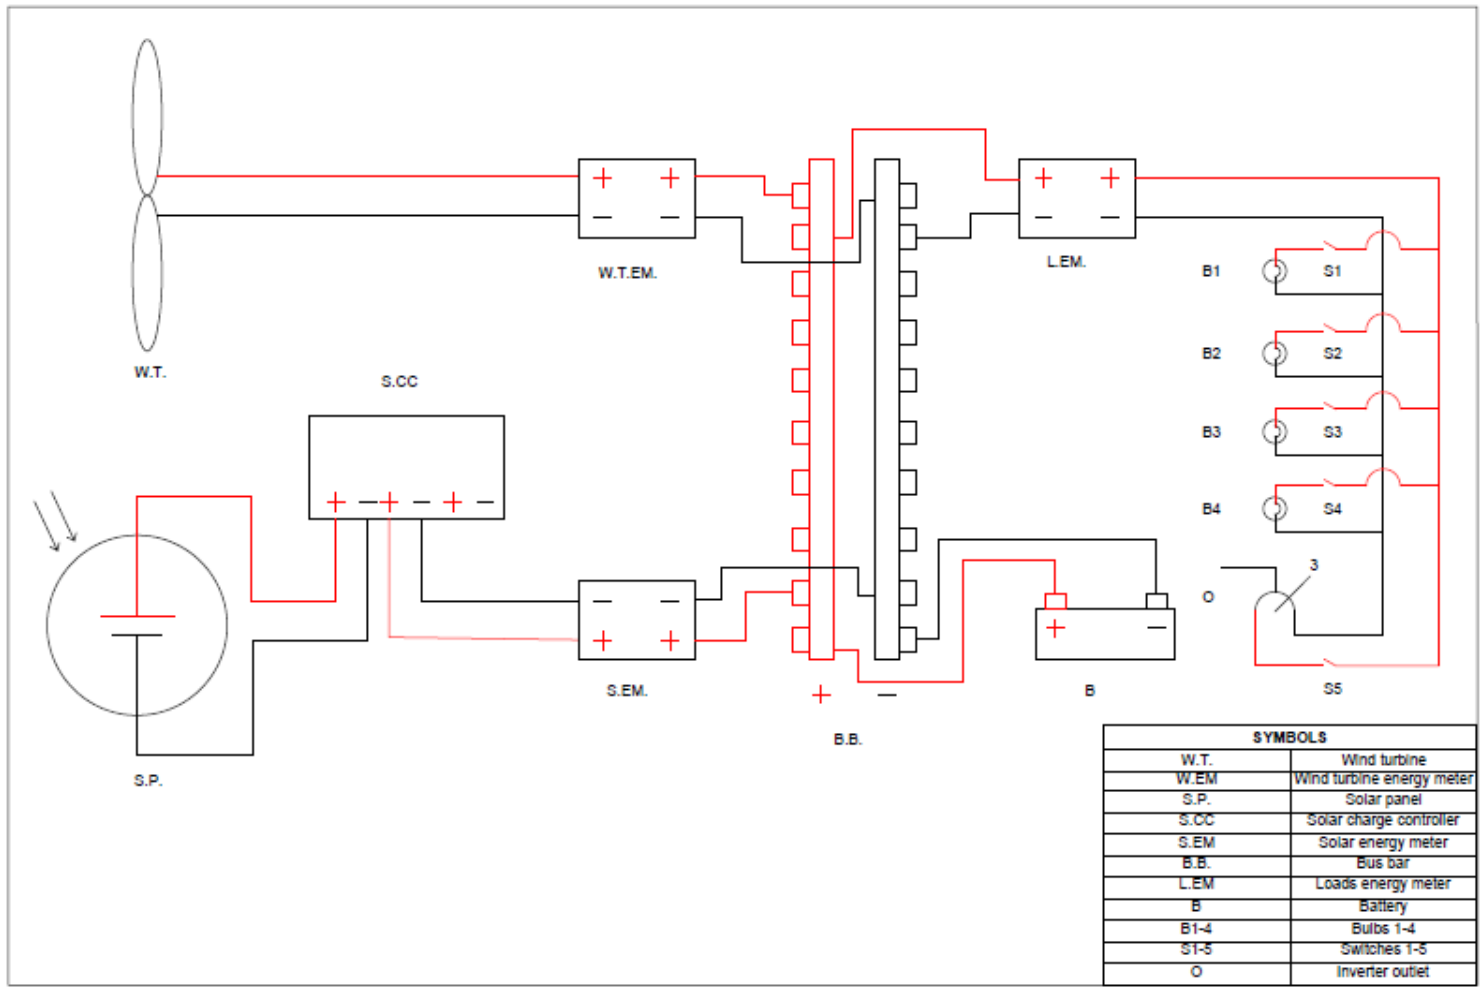 + +
— —
W.T.EM.
+ +
— —
L.EM.
W.T.
B1 S1
B2 S2
B3 S3
B4 S4
3
O
S5
S.CC
+ — + — + —
— —
+ +
S.EM.
+ —
B
+ —
B.B.
S.P.
SYMBOLS
W.T. Wind turbine
W.EM Wind turbine energy meter
S.P. Solar panel
S.CC Solar charge controller
S.EM Solar energy meter
B.B. Bus bar
L.EM Loads energy meter
B Battery
B1-4 Bulbs 1-4
S1-5 Switches 1-5
O Inverter outlet